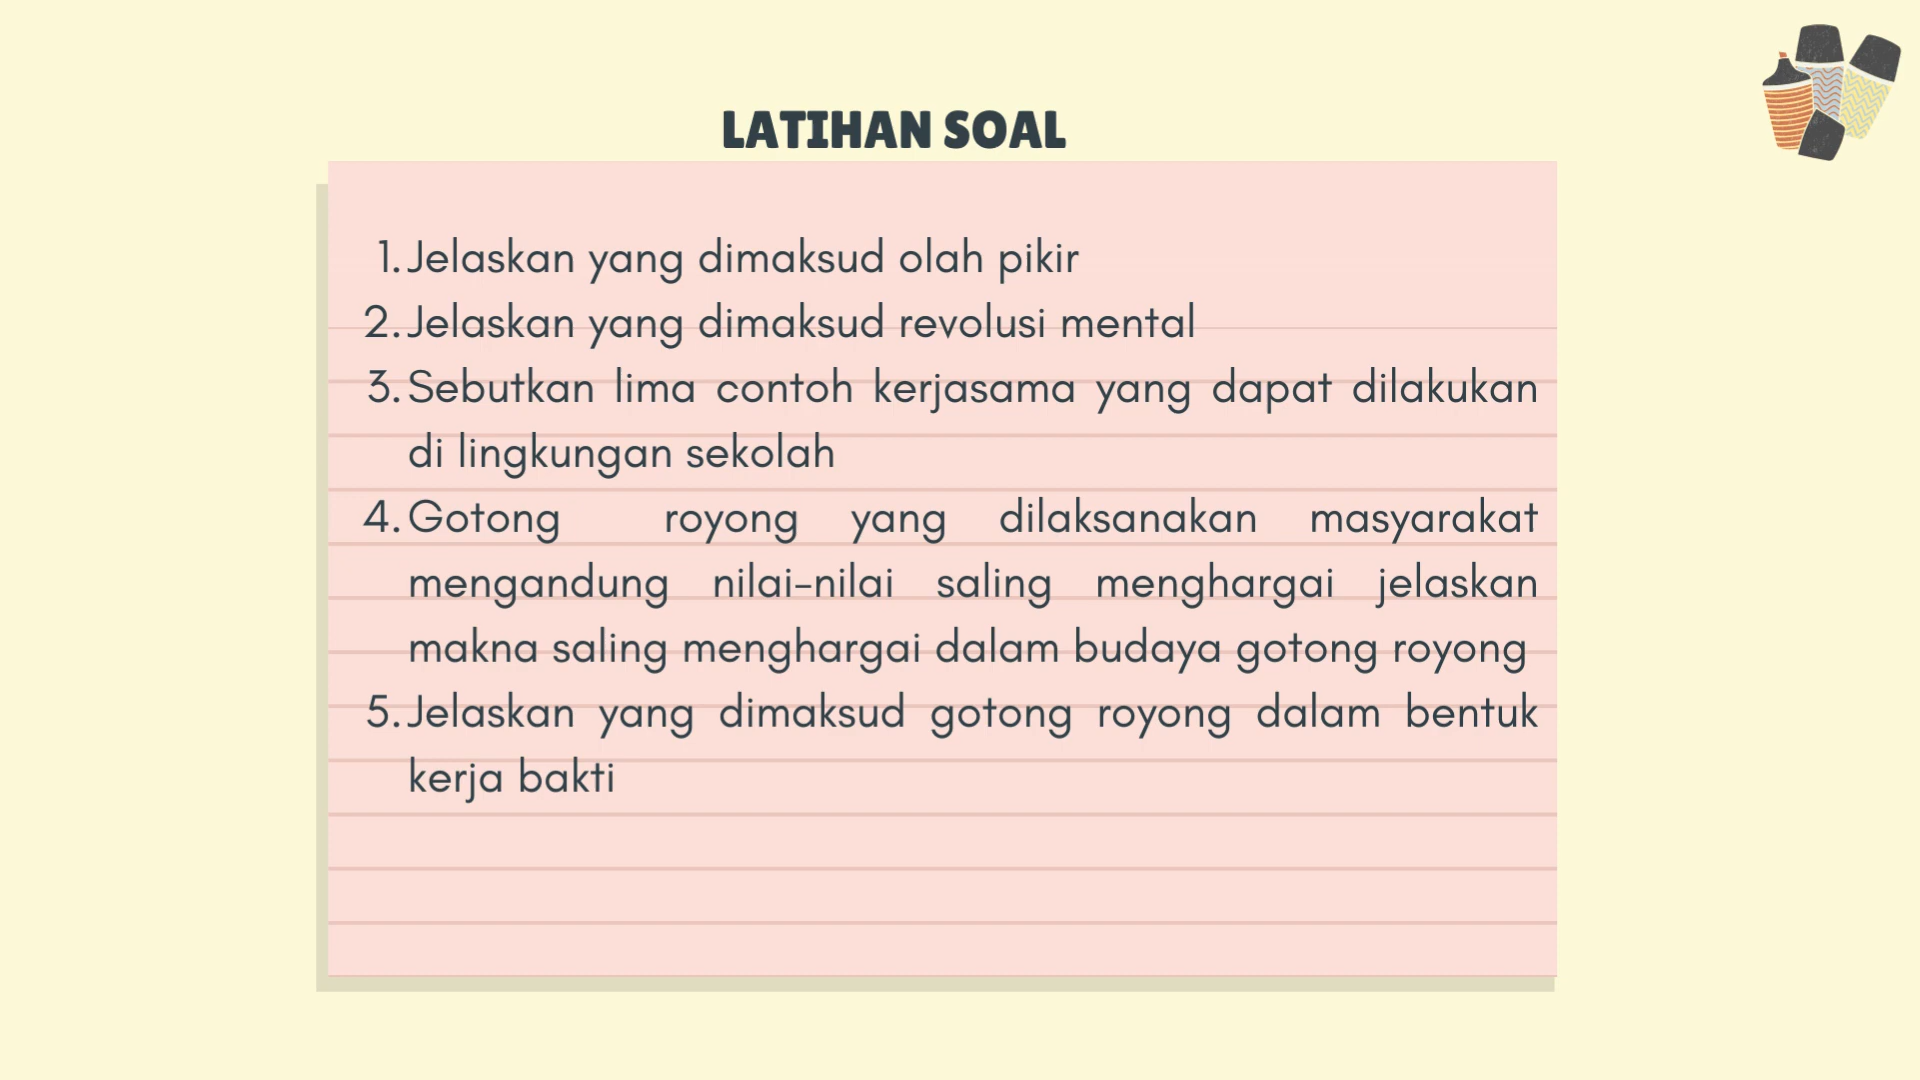 LATIHAN SOAL
1. Jelaskan yang dimaksud olah pikir
2. Jelaskan yang dimaksud revolusi mental
3. Sebutkan lima contoh kerjasama yang dapat dilakukan
di lingkungan sekolah
4. Gotong royong yang dilaksanakan masyarakat
mengandung nilai-nilai saling menghargai jelaskan
makna saling menghargai dalam budaya gotong royong
5. Jelaskan yang dimaksud gotong royong dalam bentuk
kerja bakti